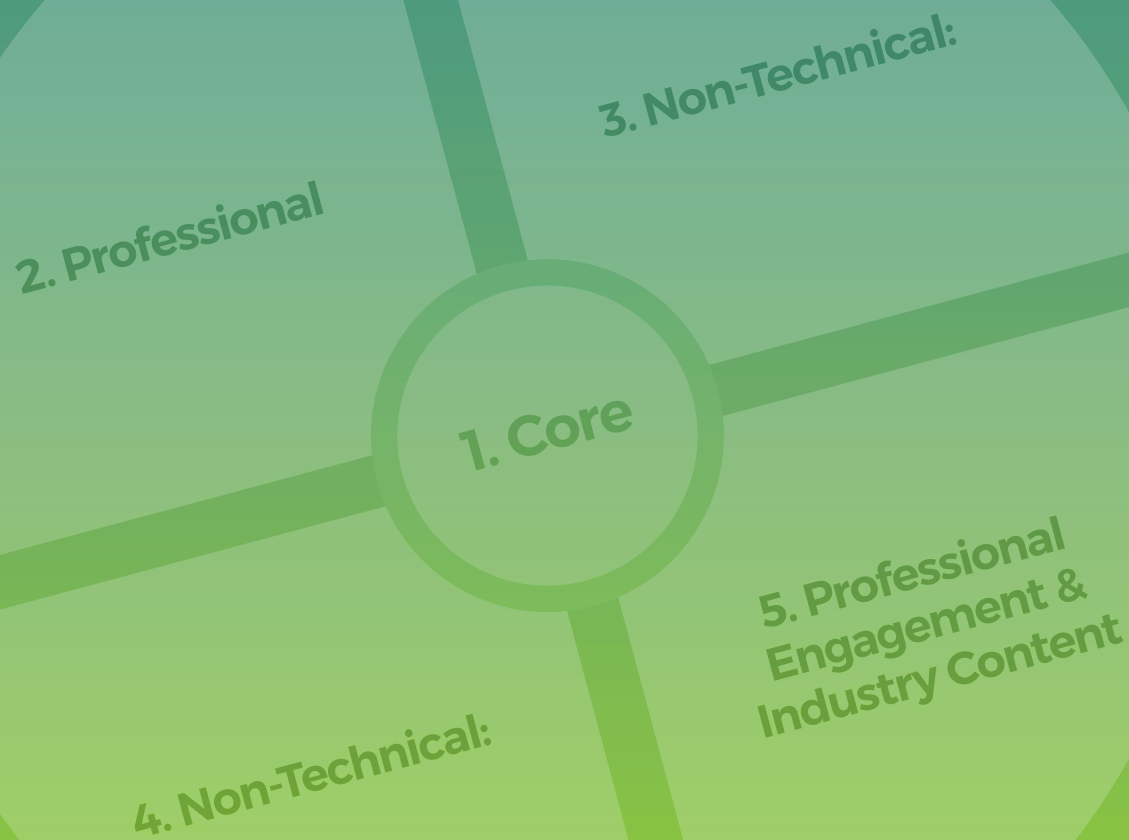 1. Core
2. Professional
3. Non-Technical:
4. Non-Technical:
5. Professional
Engagement &
Industry Content